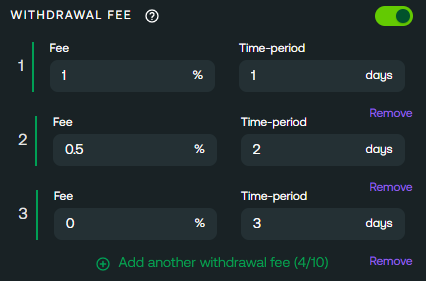 WITHDRAWAL FEE ?
Fee Time-period
1 1 % 1 days
Remove
Fee Time-period
2 0.5 % 2 days
Remove
Fee Time-period
3 0 % 3 days
Add another withdrawal fee (4/10) Remove